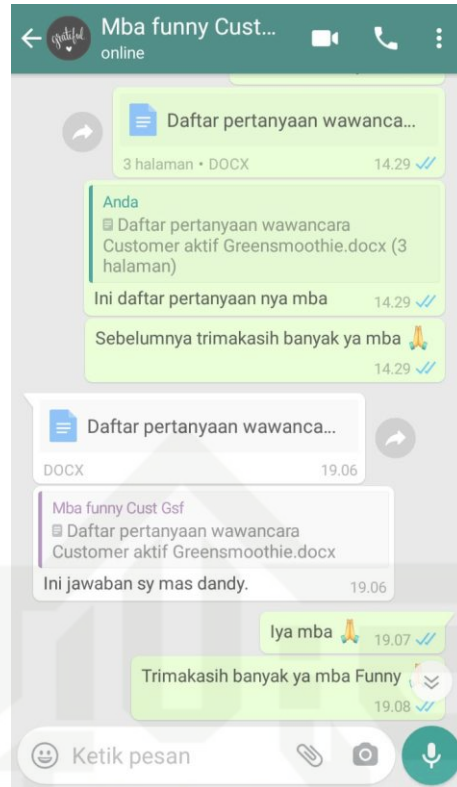 grateful
Mba funny Cust...
online
Daftar pertanyaan wawanca...
3 halaman • DOCX 14.29
Anda
Daftar pertanyaan wawancara
Customer aktif Greensmoothie.docx (3
halaman)
Ini daftar pertanyaan nya mba 14.29
Sebelumnya trimakasih banyak ya mba 🙏
14.29
Daftar pertanyaan wawanca...
DOCX 19.06
Mba funny Cust Gsf
Daftar pertanyaan wawancara
Customer aktif Greensmoothie.docx
Ini jawaban sy mas dandy. 19.06
Iya mba 🙏 19.07
Trimakasih banyak ya mba Funny
19.08
Ketik pesan